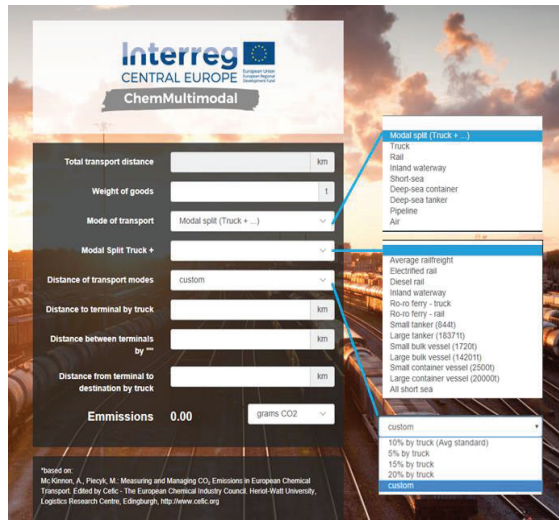 Interreg
CENTRAL EUROPE
European Union
European Regional
Development Fund
ChemMultimodal
Total transport distance
km
Weight of goods
t
Mode of transport
Modal split (Truck + ...)
Modal Split Truck +
Distance of transport modes
custom
Distance to terminal by truck
km
Distance between terminals
by ""
km
Distance from terminal to
destination by truck
km
Emmissions
0.00
grams CO2
*based on:
Mc.Kinnon, A., Piecyk, M.: Measuring and
Managing CO₂ Emissions in European Chemical
Transport. Edited by Cefic - The European Chemical Industry Council. Heriot-Watt University,
Logistics Research Centre, Edingburgh, http://www.cefic.org
Modal split (Truck + ...)
Truck
Rail
Inland waterway
Short-sea
Deep-sea container
Deep-sea tanker
Pipeline
Air
Average railfreight
Electrified rail
Diesel rail
Inland waterway
Ro-ro ferry - truck
Ro-ro ferry - rail
Small tanker (844t)
Large tanker (18371t)
Small bulk vessel (1720t)
Large bulk vessel (14201t)
Small container vessel (2500t)
Large container vessel (20000t)
All short sea
custom
10% by truck (Avg standard)
5% by truck
15% by truck
20% by truck
custom